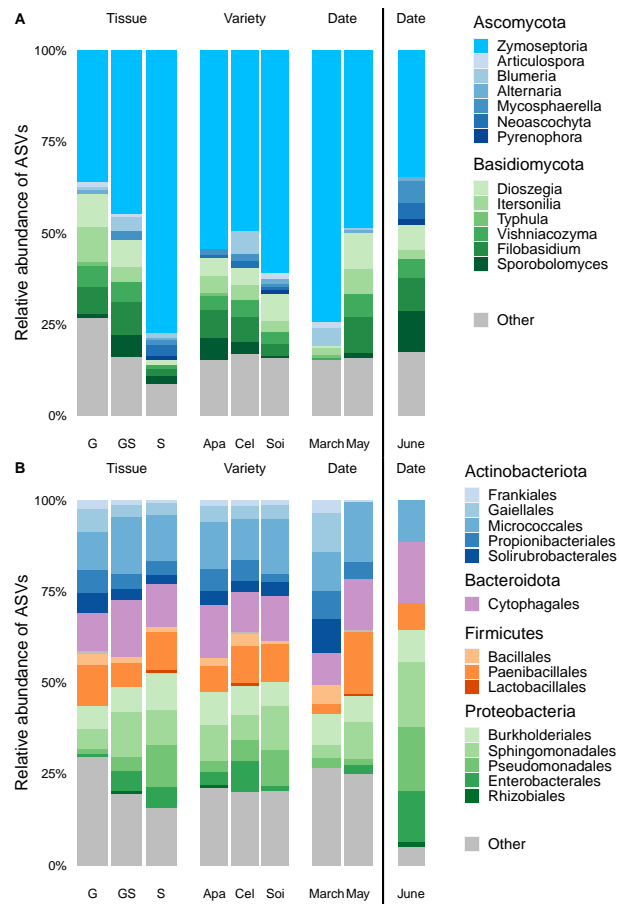 A
Tissue
Variety
Date
Date
Relative abundance of ASVs
100%
75%
50%
25%
0%
G
GS
S
Apa
Cel
Soi
March
May
June
Ascomycota
Zymoseptoria
Articulospora
Blumeria
Alternaria
Mycosphaerella
Neoascochyta
Pyrenophora
Basidiomycota
Dioszegia
Itersonilia
Typhula
Vishniacozyma
Filobasidium
Sporobolomyces
Other
B
Tissue
Variety
Date
Date
Relative abundance of ASVs
100%
75%
50%
25%
0%
G
GS
S
Apa
Cel
Soi
March
May
June
Actinobacteriota
Frankiales
Gaiellales
Micrococcales
Propionibacteriales
Solirubrobacterales
Bacteroidota
Cytophagales
Firmicutes
Bacillales
Paenibacillales
Lactobacillales
Proteobacteria
Burkholderiales
Sphingomonadales
Pseudomonadales
Enterobacterales
Rhizobiales
Other